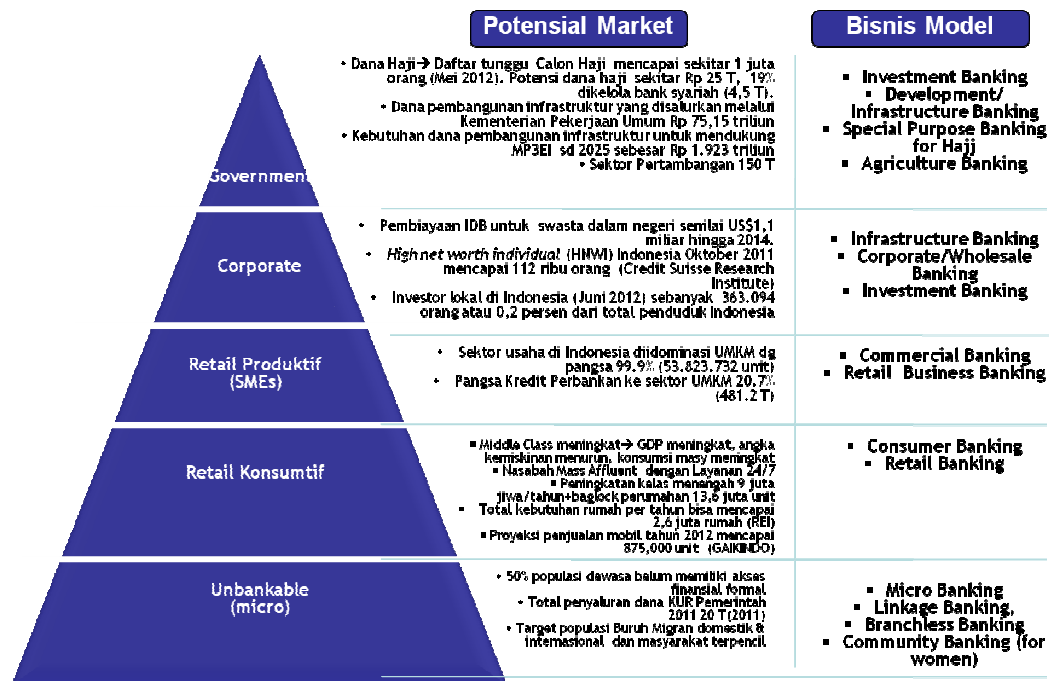 Potensial Market
Bisnis Model
Government
• Dana Haji→ Daftar tunggu Calon Haji mencapai sekitar 1 juta
orang (Mei 2012). Potensi dana haji sekitar Rp 25 T, 19%
dikelola bank syariah (4,5 T).
• Dana pembangunan infrastruktur yang disalurkan melalui
Kementerian Pekerjaan Umum Rp 75,15 triliun
• Kebutuhan dana pembangunan infrastruktur untuk mendukung
MP3EI sd 2025 sebesar Rp 1.923 triliun
• Sektor Pertambangan 150 T
▪ Investment Banking
▪ Development/
Infrastructure Banking
▪ Special Purpose Banking
for Hajj
▪ Agriculture Banking
Corporate
• Pembiayaan IDB untuk swasta dalam negeri senilai US$1,1
miliar hingga 2014.
• High net worth individual (HNWI) Indonesia Oktober 2011
mencapai 112 ribu orang (Credit Suisse Research
Institute)
• Investor lokal di Indonesia (Juni 2012) sebanyak 363.094
orang atau 0,2 persen dari total penduduk Indonesia
▪ Infrastructure Banking
▪ Corporate/Wholesale
Banking
▪ Investment Banking
Retail Produktif
(SMEs)
• Sektor usaha di Indonesia diidominasi UMKM dg
pangsa 99.9% (53.823.732 unit)
• Pangsa Kredit Perbankan ke sektor UMKM 20.7%
(481.2 T)
▪ Commercial Banking
▪ Retail Business Banking
Retail Konsumtif
▪ Middle Class meningkat→ GDP meningkat, angka
kemiskinan menurun, konsumsi masy meningkat
▪ Nasabah Mass Affluent dengan Layanan 24/7
▪ Peningkatan kelas menengah 9 juta
jiwa/tahun+baglock perumahan 13,6 juta unit
▪ Total kebutuhan rumah per tahun bisa mencapai
2,6 juta rumah (REI)
▪ Proyeksi penjualan mobil tahun 2012 mencapai
875,000 unit (GAIKINDO)
▪ Consumer Banking
▪ Retail Banking
Unbankable
(micro)
• 50% populasi dewasa belum memiliki akses
finansial formal
• Total penyaluran dana KUR Pemerintah
2011 20 T(2011)
• Target populasi Buruh Migran domestik &
internasional dan masyarakat terpencil
▪ Micro Banking
▪ Linkage Banking,
▪ Branchless Banking
▪ Community Banking (for
women)